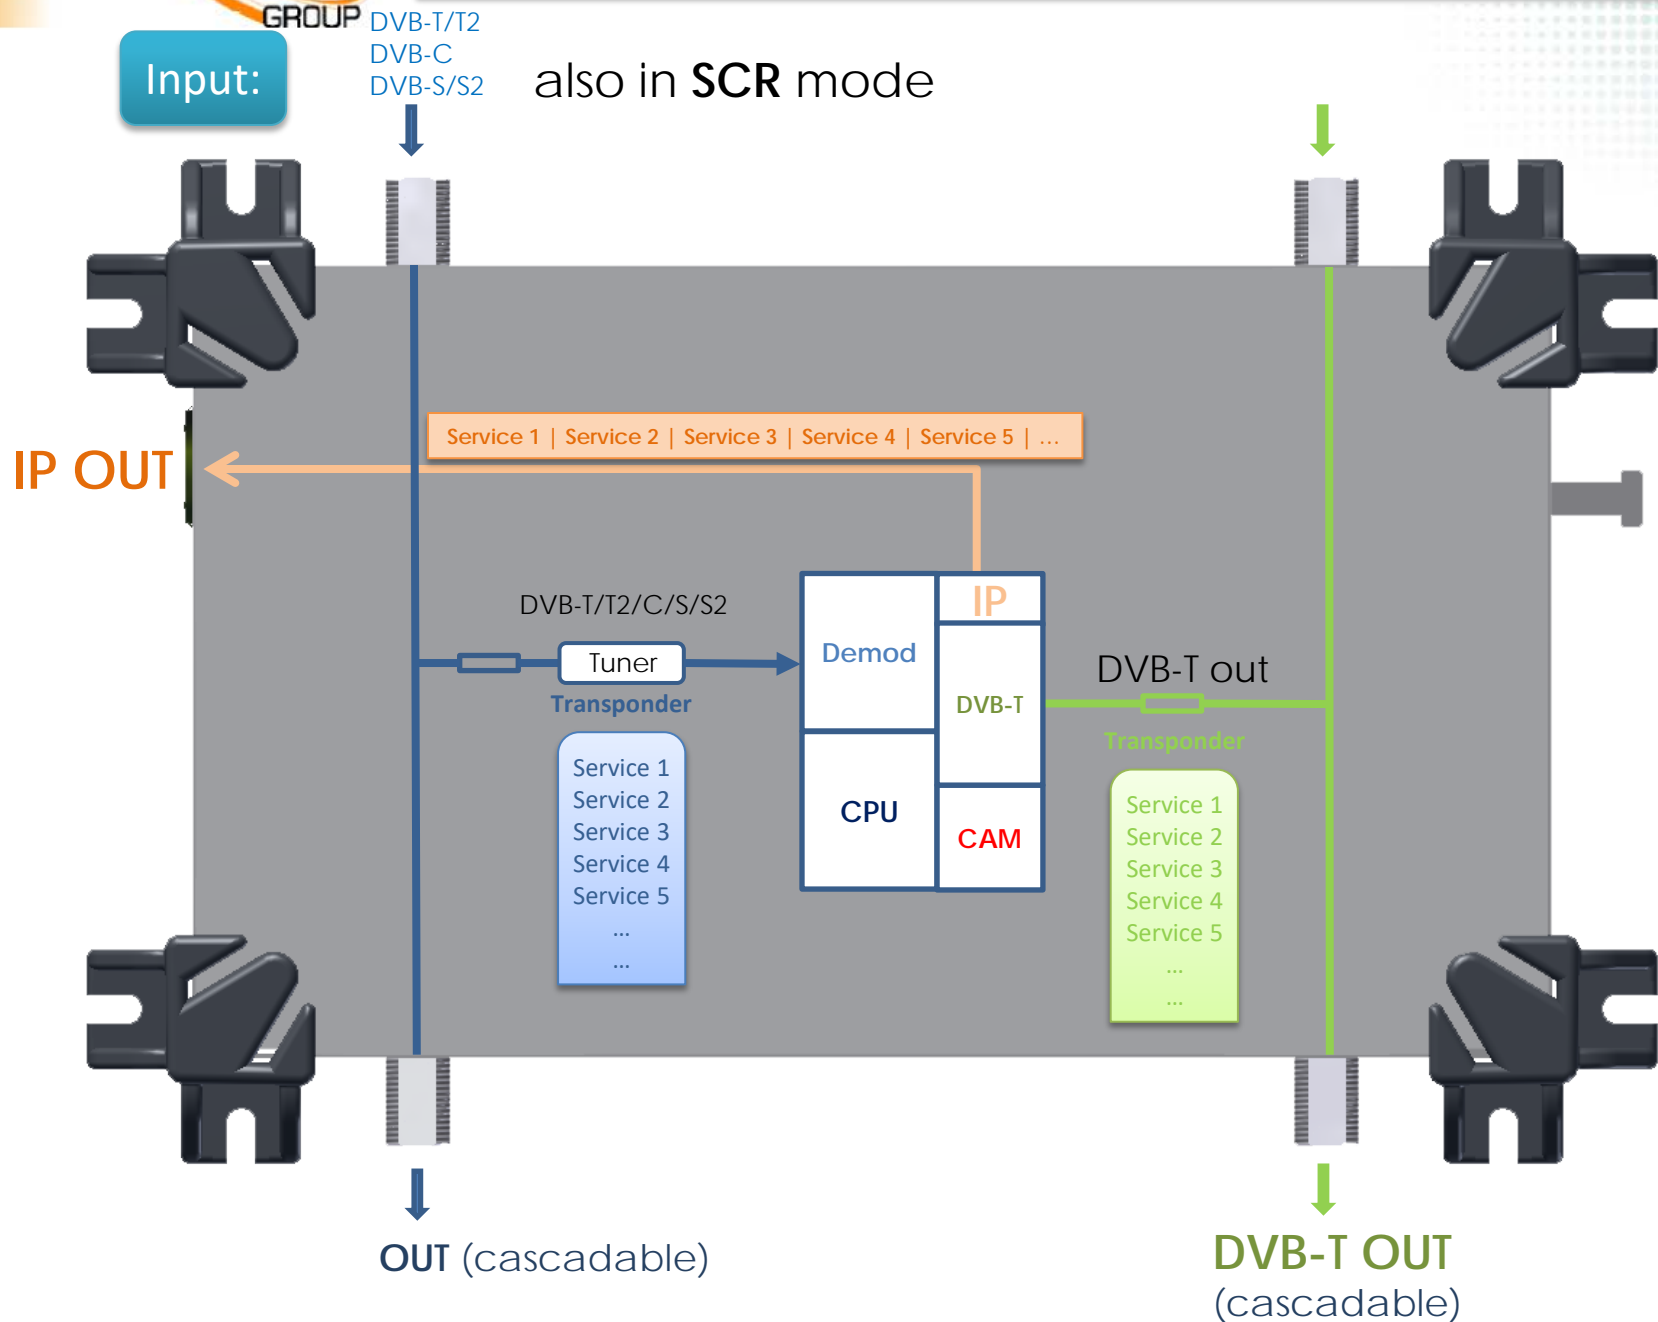 GROUP
DVB-T/T2
DVB-C
DVB-S/S2
Input:
also in SCR mode
Service 1 | Service 2 | Service 3 | Service 4 | Service 5 | ...
IP OUT
DVB-T/T2/C/S/S2
Tuner
Transponder
Service 1
Service 2
Service 3
Service 4
Service 5
...
...
Demod
IP
DVB-T
CPU
CAM
DVB-T out
Transponder
Service 1
Service 2
Service 3
Service 4
Service 5
...
...
OUT (cascadable)
DVB-T OUT
(cascadable)